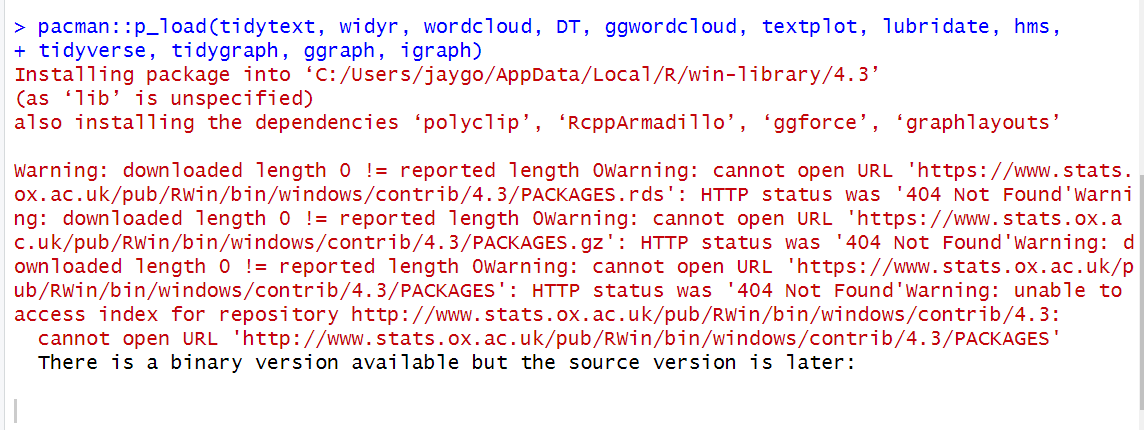 > pacman::p_load(tidytext, widyr, wordcloud, DT, ggwordcloud, textplot, lubridate, hms,
+ tidyverse, tidygraph, ggraph, igraph)
Installing package into ‘C:/Users/jaygo/AppData/Local/R/win-library/4.3’
(as ‘lib’ is unspecified)
also installing the dependencies ‘polyclip’, ‘RcppArmadillo’, ‘ggforce’, ‘graphlayouts’
Warning: downloaded length 0 != reported length 0Warning: cannot open URL 'https://www.stats.
ox.ac.uk/pub/RWin/bin/windows/contrib/4.3/PACKAGES.rds': HTTP status was '404 Not Found'Warni
ng: downloaded length 0 != reported length 0Warning: cannot open URL 'https://www.stats.ox.a
c.uk/pub/RWin/bin/windows/contrib/4.3/PACKAGES.gz': HTTP status was '404 Not Found'Warning: d
ownloaded length 0 != reported length 0Warning: cannot open URL 'https://www.stats.ox.ac.uk/p
ub/RWin/bin/windows/contrib/4.3/PACKAGES': HTTP status was '404 Not Found'Warning: unable to
access index for repository http://www.stats.ox.ac.uk/pub/RWin/bin/windows/contrib/4.3:
cannot open URL 'http://www.stats.ox.ac.uk/pub/RWin/bin/windows/contrib/4.3/PACKAGES'
There is a binary version available but the source version is later: